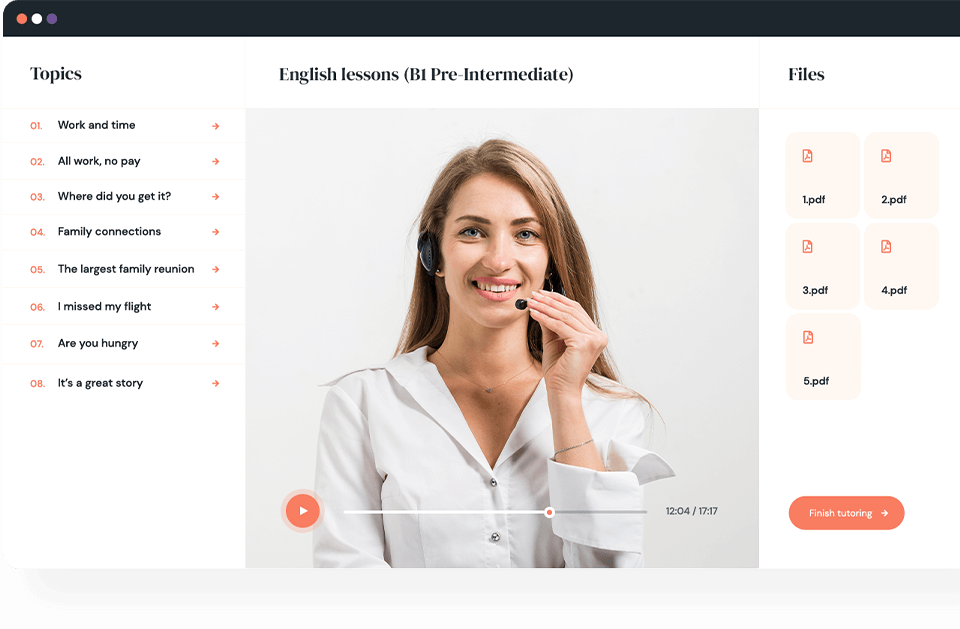 Topics
English lessons (B1 Pre-Intermediate)
Files
01. Work and time
02. All work, no pay
03. Where did you get it?
04. Family connections
05. The largest family reunion
06. I missed my flight
07. Are you hungry
08. It’s a great story
12:04 / 17:17
1.pdf
2.pdf
3.pdf
4.pdf
5.pdf
Finish tutoring